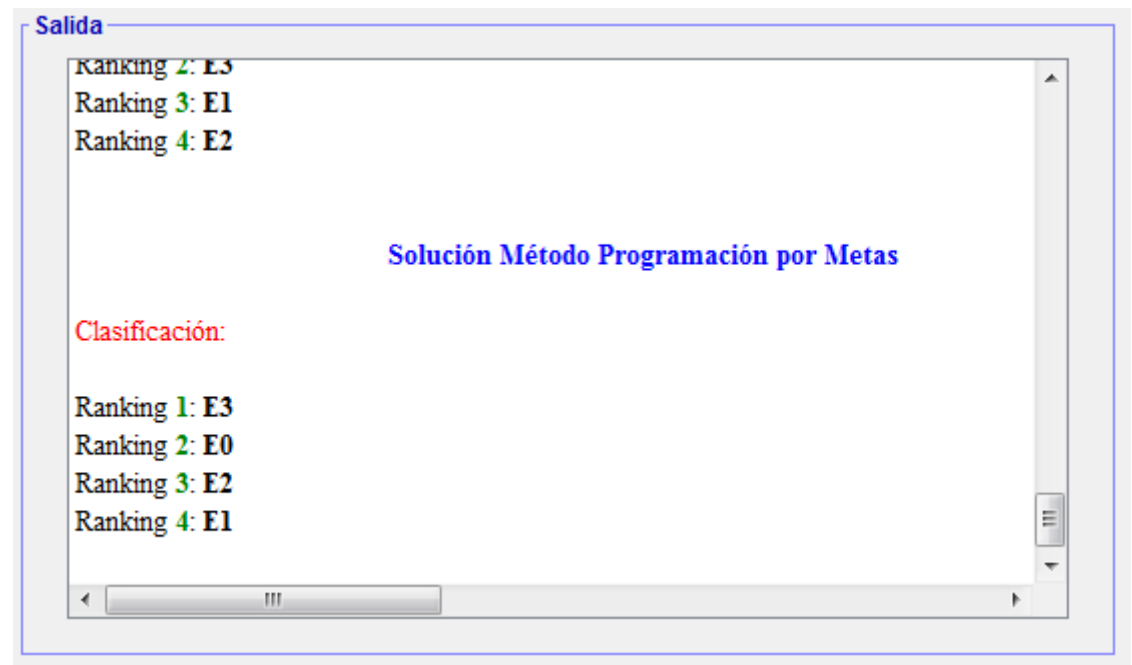 Salida
Ranking 2: E3
Ranking 3: E1
Ranking 4: E2
Solución Método Programación por Metas
Clasificación:
Ranking 1: E3
Ranking 2: E0
Ranking 3: E2
Ranking 4: E1